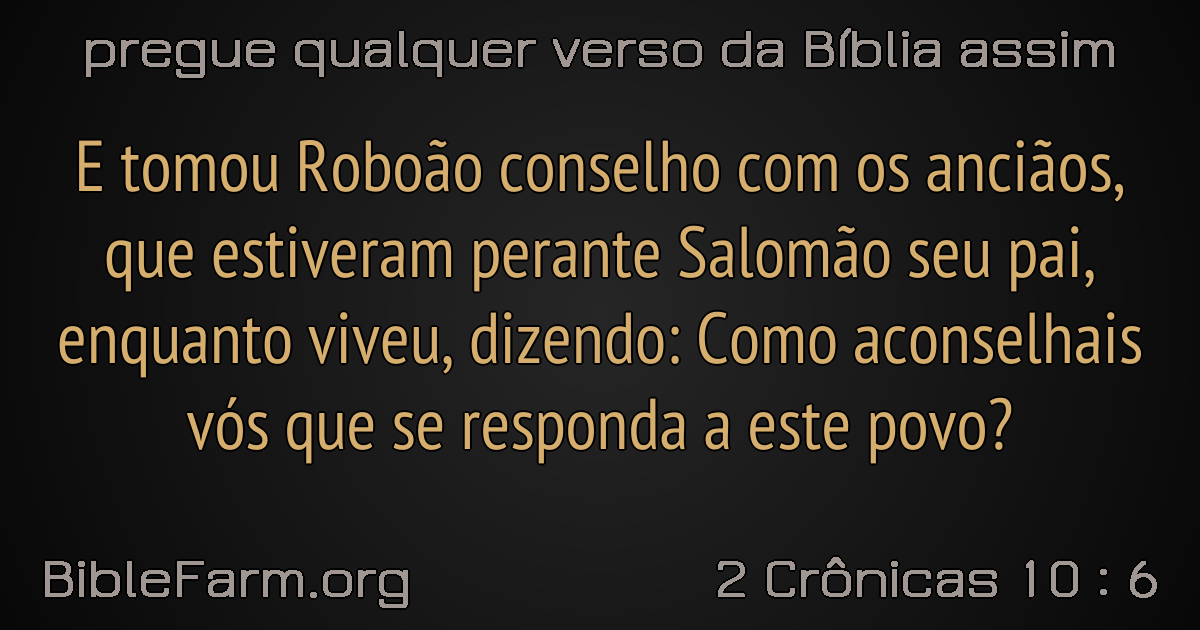 pregue qualquer verso da Bíblia assim
E tomou Roboão conselho com os anciãos,
que estiveram perante Salomão seu pai,
enquanto viveu, dizendo: Como aconselhais
vós que se responda a este povo?
BibleFarm.org
2 Crônicas 10 : 6